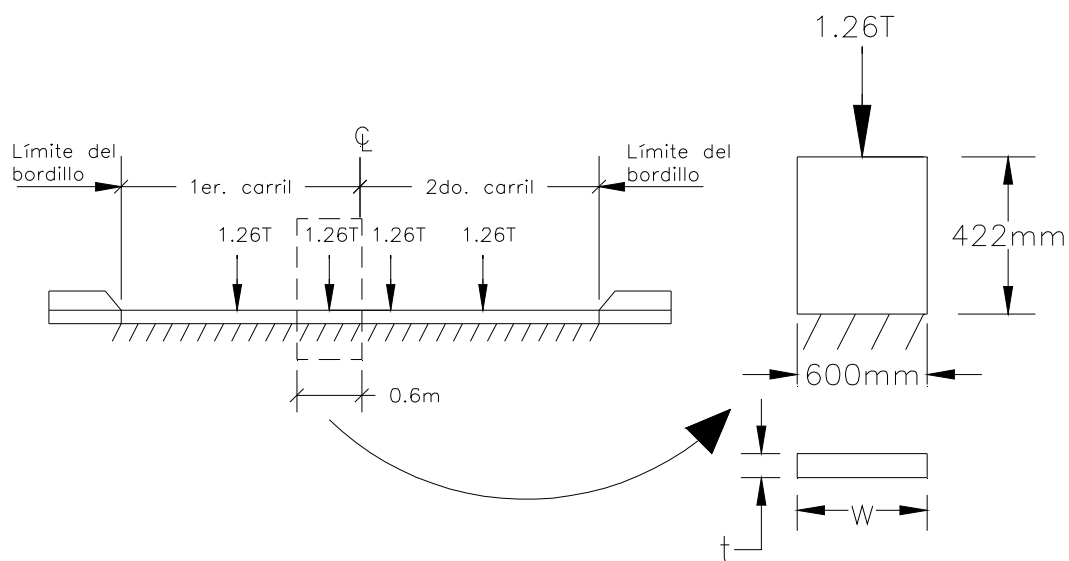 1.26T
℄
Límite del
bordillo
1er. carril
2do. carril
Límite del
bordillo
1.26T
1.26T
1.26T
1.26T
422mm
600mm
0.6m
W
t